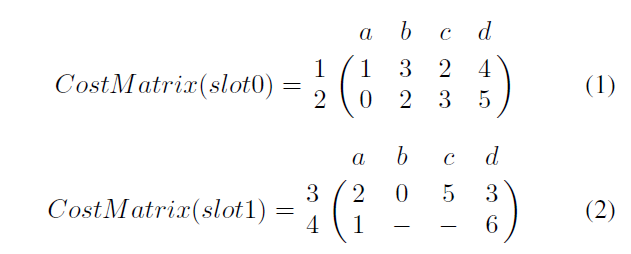 a b c d
CostMatrix(slot0) = 1 ( 1 3 2 4 ) (1)
2 ( 0 2 3 5 )
a b c d
CostMatrix(slot1) = 3 ( 2 0 5 3 ) (2)
4 ( 1 – – 6 )